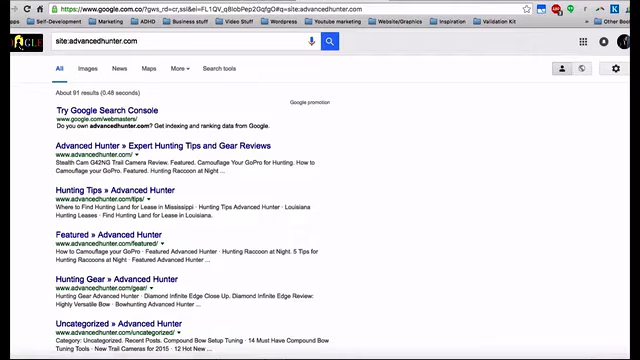 https://www.google.com.co/?gws_rd=cr,ssl&ei=FL1QV_q8IobPep2GqfgO#q=site:advancedhunter.com
Apps
Self-Development
Marketing
ADHD
Business stuff
Video Stuff
Wordpress
Youtube marketing
Website/Graphics
Inspiration
Validation Kit
»
Other Boo
GLE
site:advancedhunter.com
All Images News Maps More Search tools
About 91 results (0.48 seconds)
Google promotion
Try Google Search Console
www.google.com/webmasters/
Do you own advancedhunter.com? Get indexing and ranking data from Google.
Advanced Hunter » Expert Hunting Tips and Gear Reviews
www.advancedhunter.com/
Stealth Cam G42NG Trail Camera Review. Featured. Camouflage Your GoPro for Hunting. How to
Camouflage your GoPro. Featured. Hunting Raccoon at Night ...
Hunting Tips » Advanced Hunter
www.advancedhunter.com/tips/
Where to Find Hunting Land for Lease in Mississippi · Hunting Tips Advanced Hunter · Louisiana
Hunting Leases · Find Hunting Land for Lease in Louisiana.
Featured » Advanced Hunter
www.advancedhunter.com/featured/
How to Camouflage your GoPro · Featured Advanced Hunter · Hunting Raccoon at Night. 5 Tips for
Hunting Raccoon at Night · Featured Advanced Hunter ...
Hunting Gear » Advanced Hunter
www.advancedhunter.com/gear/
Hunting Gear Advanced Hunter · Diamond Infinite Edge Close Up. Diamond Infinite Edge Review:
Highly Versatile Bow · Bowhunting Advanced Hunter ...
Uncategorized » Advanced Hunter
www.advancedhunter.com/uncategorized/
Category: Uncategorized. Recent Posts. Compound Bow Setup Tuning · 14 Must Have Compound Bow
Tuning Tools · New Trail Cameras for 2015 · 12 Hot New ...